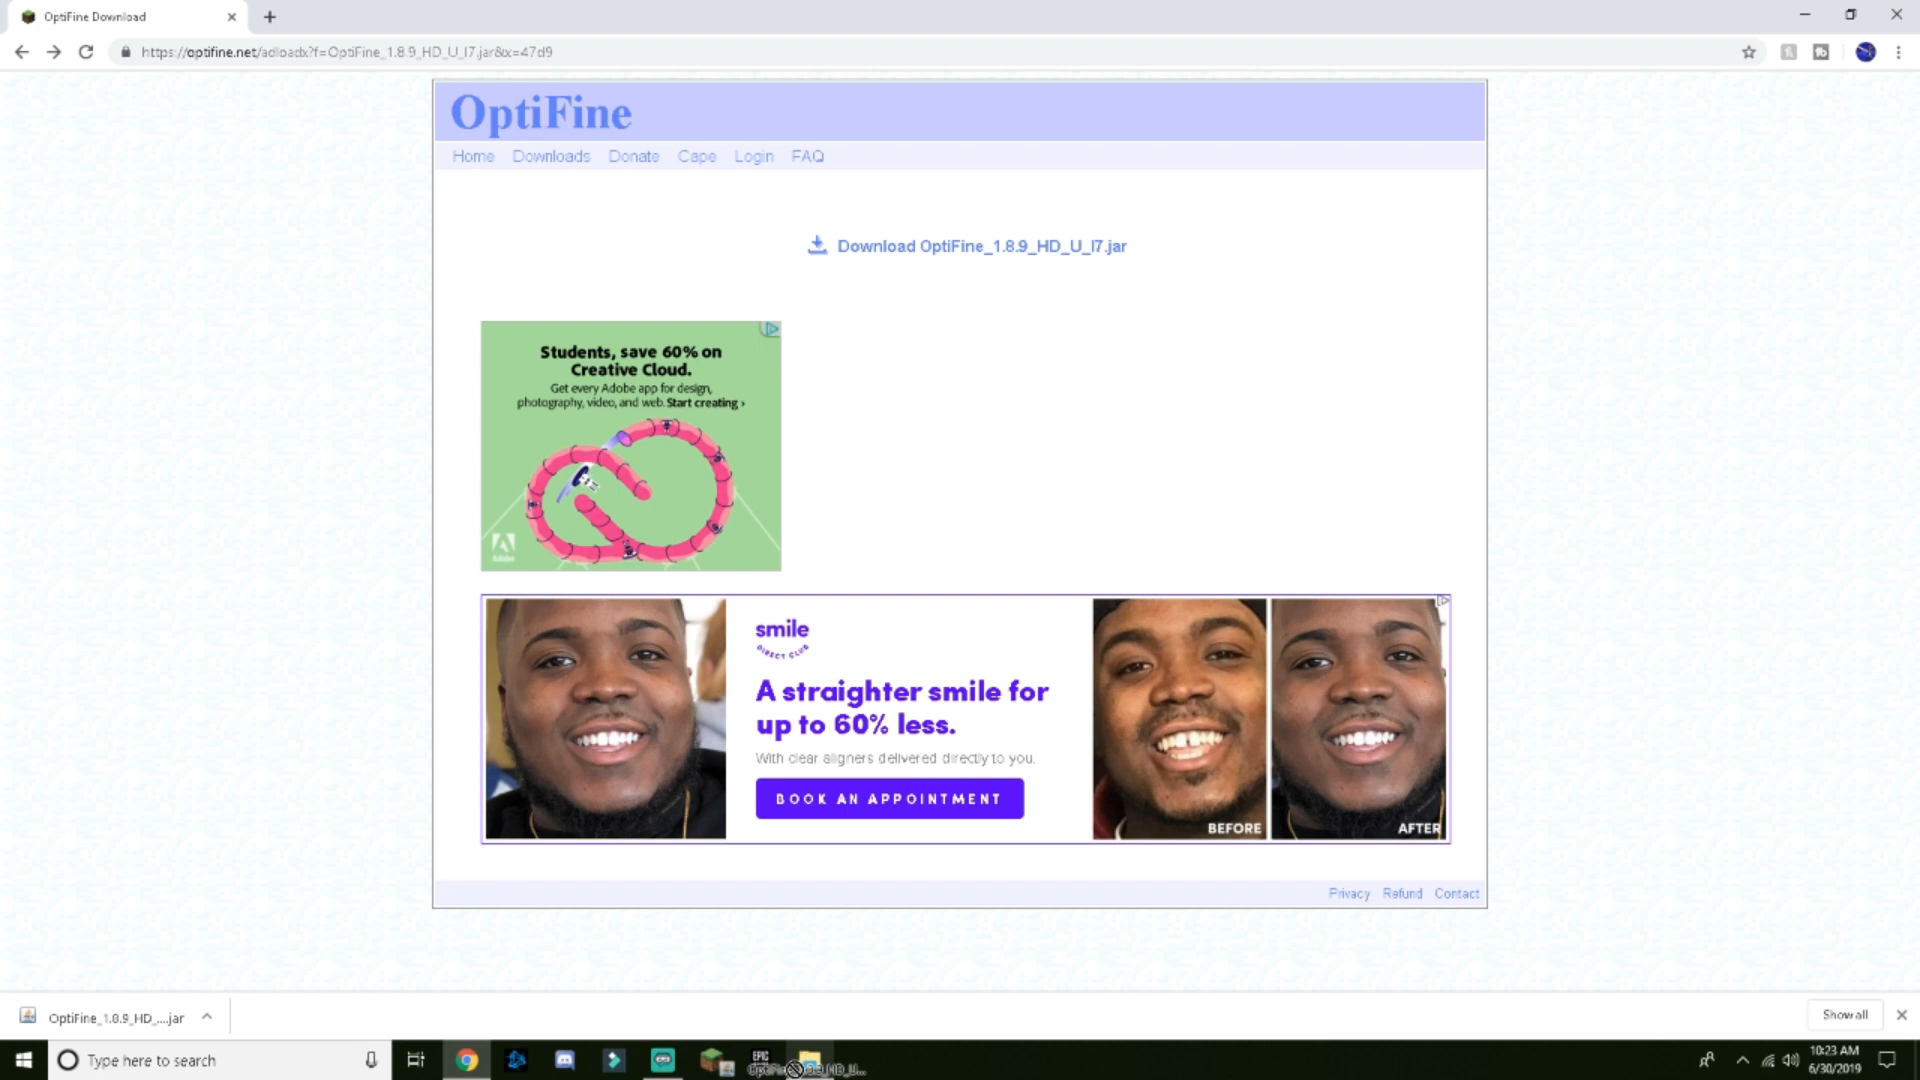 OptiFine Download
https://optifine.net/adloadx?f=OptiFine_1.8.9_HD_U_I7.jar&x=47d9
OptiFine
Home Downloads Donate Cape Login FAQ
Download OptiFine_1.8.9_HD_U_I7.jar
Students, save 60% on
Creative Cloud.
Get every Adobe app for design,
photography, video, and web. Start creating ›
Adobe
smile
DIRECT CLUB
A straighter smile for
up to 60% less.
With clear aligners delivered directly to you.
BOOK AN APPOINTMENT
BEFORE
AFTER
Privacy Refund Contact
OptiFine_1.8.9_HD_....jar
Show all
Type here to search
EPIC
10:23 AM
6/30/2019